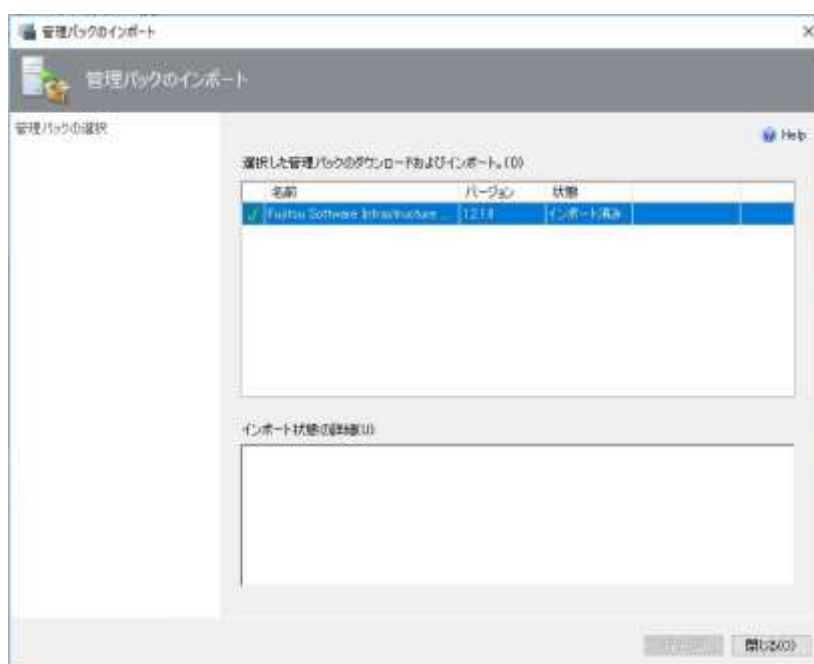 管理パックのインポート
管理パックのインポート
管理パックの選択
Help
選択した管理パックのダウンロードおよびインポート。(O)
名前 バージョン 状態
Fujitsu Software Infrastructure ... インポート済み
インポート状態の詳細(U)
閉じる(O)